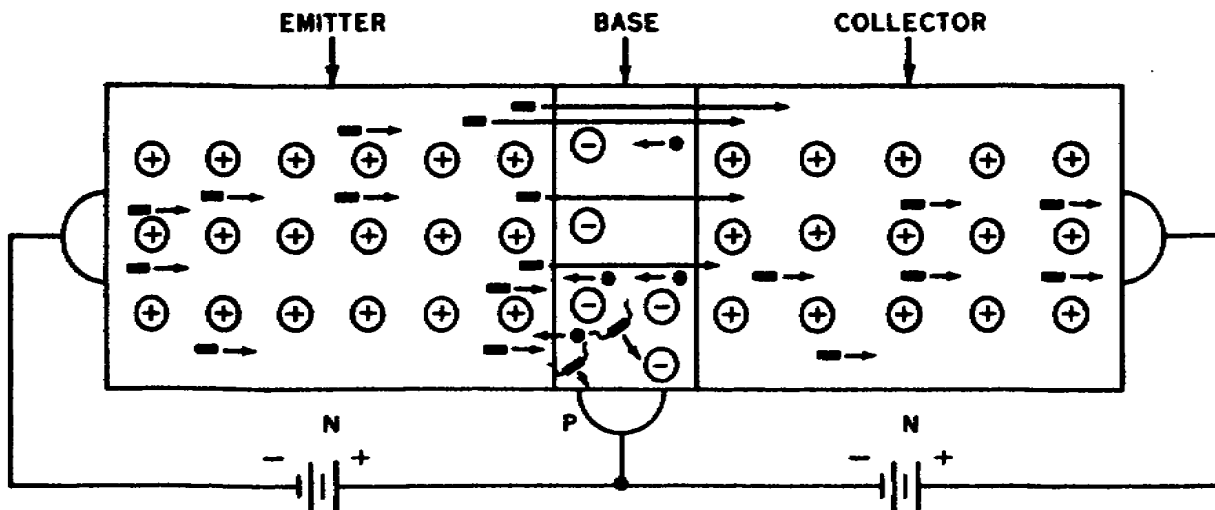 EMITTER BASE COLLECTOR
N P N
− + − +